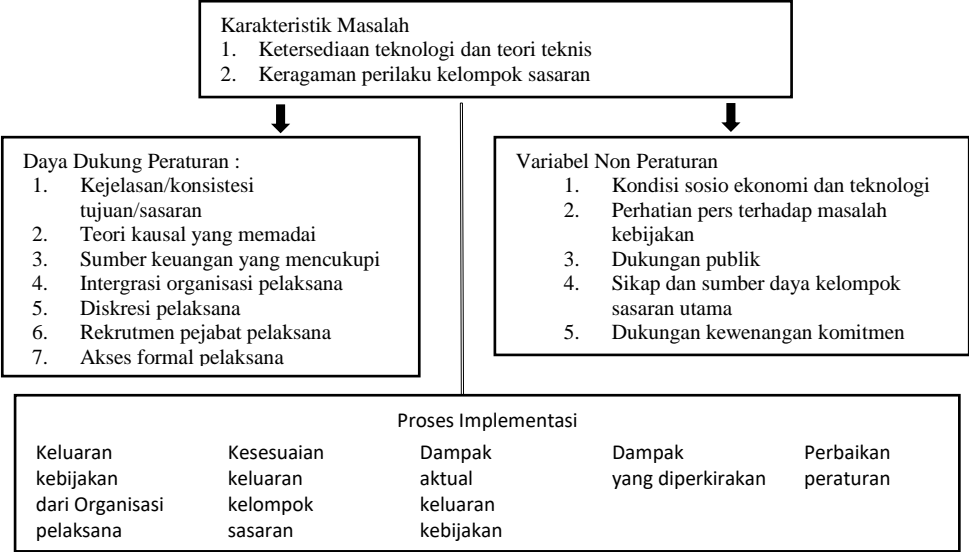 Karakteristik Masalah
1. Ketersediaan teknologi dan teori teknis
2. Keragaman perilaku kelompok sasaran
Daya Dukung Peraturan :
1. Kejelasan/konsistesi
tujuan/sasaran
2. Teori kausal yang memadai
3. Sumber keuangan yang mencukupi
4. Intergrasi organisasi pelaksana
5. Diskresi pelaksana
6. Rekrutmen pejabat pelaksana
7. Akses formal pelaksana
Variabel Non Peraturan
1. Kondisi sosio ekonomi dan teknologi
2. Perhatian pers terhadap masalah
kebijakan
3. Dukungan publik
4. Sikap dan sumber daya kelompok
sasaran utama
5. Dukungan kewenangan komitmen
Proses Implementasi
Keluaran
kebijakan
dari Organisasi
pelaksana
Kesesuaian
keluaran
kelompok
sasaran
Dampak
aktual
keluaran
kebijakan
Dampak
yang diperkirakan
Perbaikan
peraturan